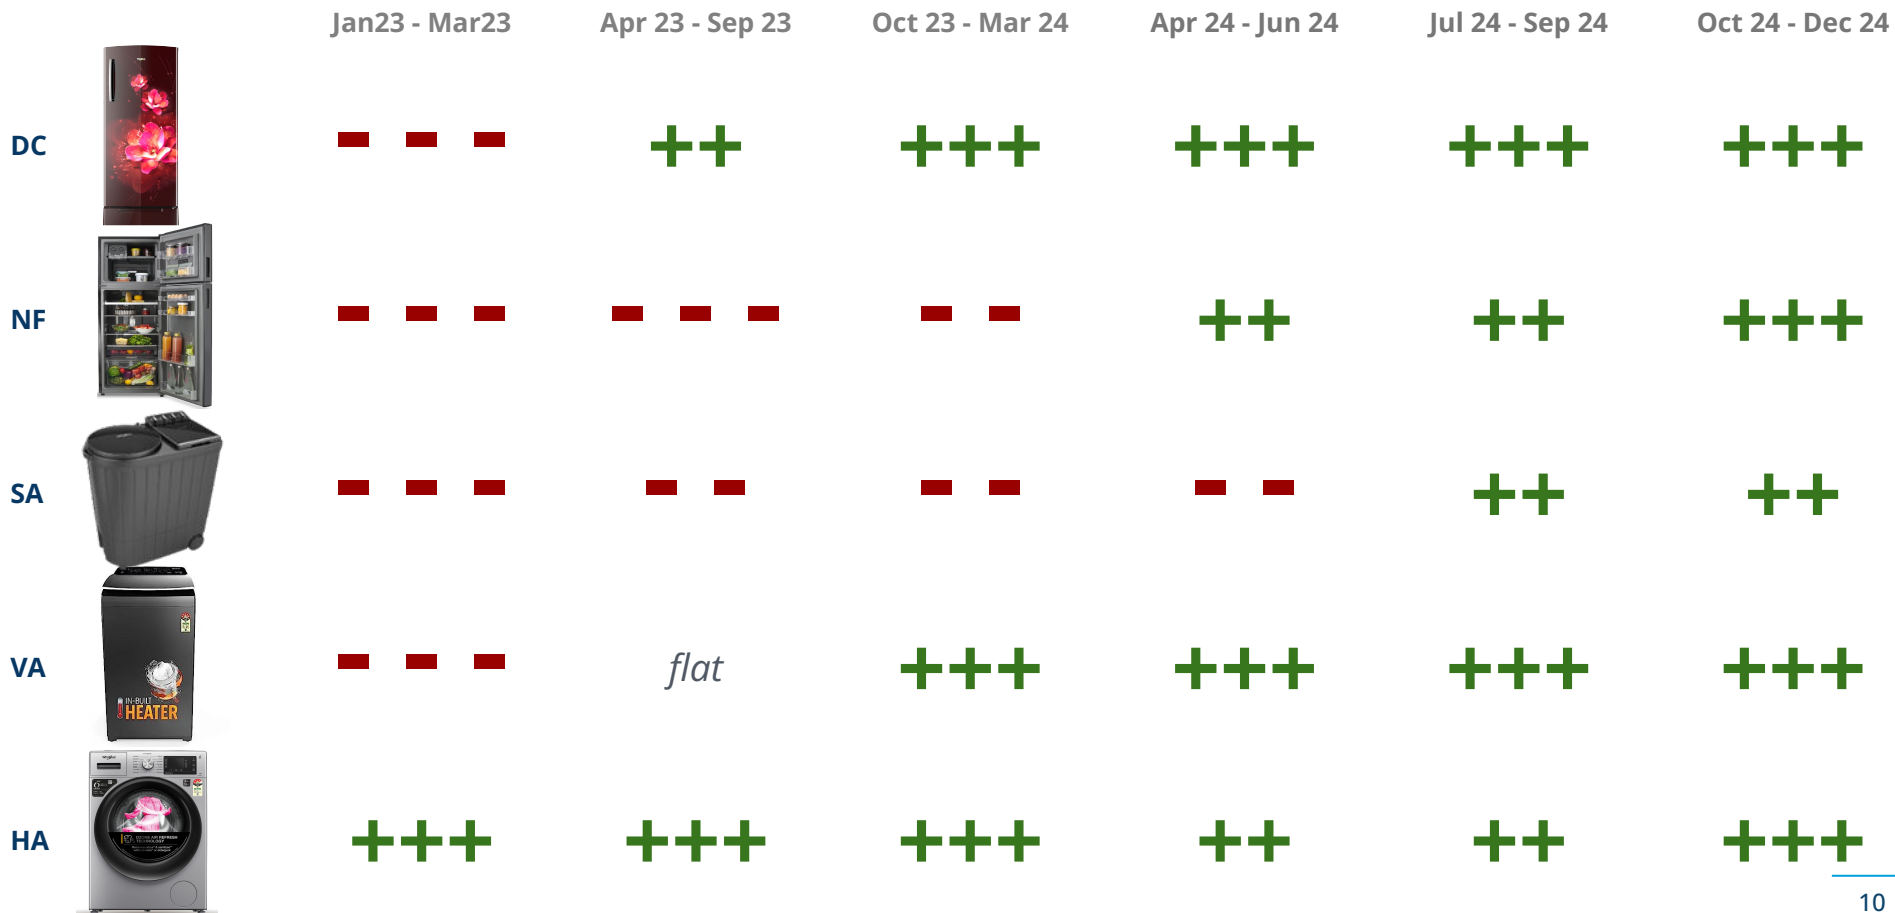 Jan23 - Mar23 Apr 23 - Sep 23 Oct 23 - Mar 24 Apr 24 - Jun 24 Jul 24 - Sep 24 Oct 24 - Dec 24
DC - - - ++ +++ +++ +++ +++
NF - - - - - - - - ++ ++ +++
SA - - - - - - - - - ++ ++
VA - - - flat +++ +++ +++ +++
IN-BUILT
HEATER
HA +++ +++ +++ ++ ++ +++
10